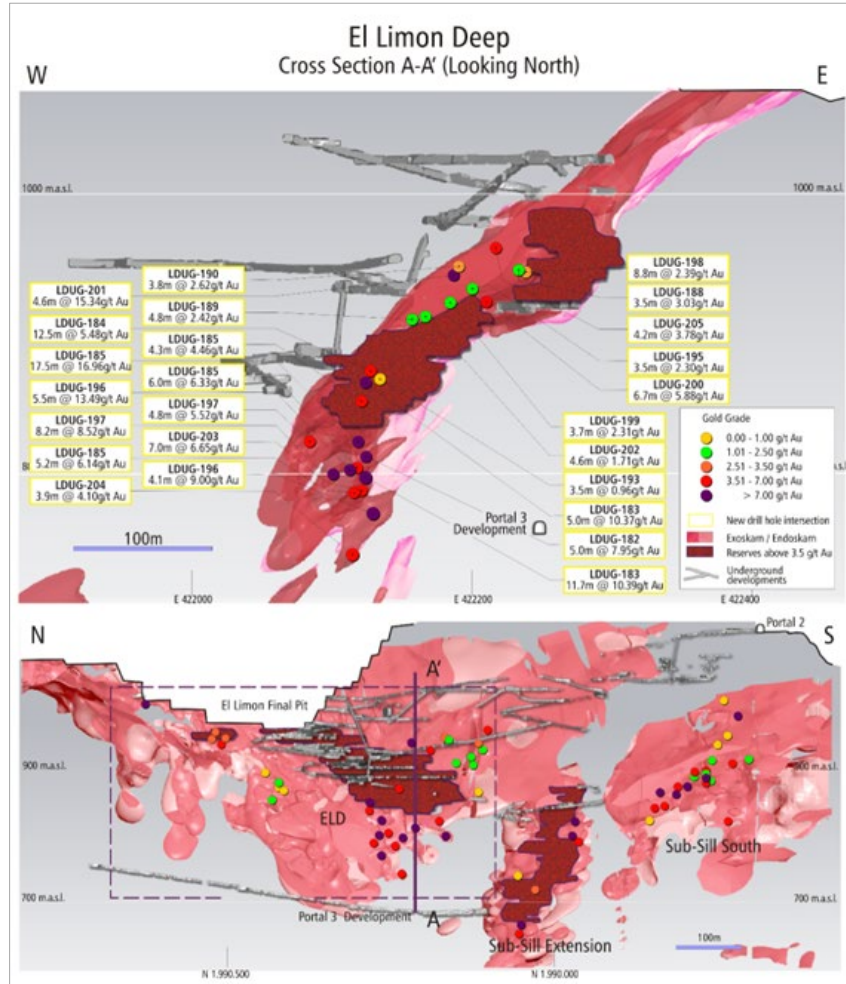 El Limon Deep
Cross Section A-A' (Looking North)
W
E
1000 m.a.s.l.
1000 m.a.s.l.
LDUG-190
3.8m @ 2.62g/t Au
LDUG-201
4.6m @ 15.34g/t Au
LDUG-189
4.8m @ 2.42g/t Au
LDUG-184
12.5m @ 5.48g/t Au
LDUG-185
4.3m @ 4.46g/t Au
LDUG-185
17.5m @ 16.96g/t Au
LDUG-185
6.0m @ 6.33g/t Au
LDUG-196
5.5m @ 13.49g/t Au
LDUG-197
4.8m @ 5.52g/t Au
LDUG-197
8.2m @ 8.52g/t Au
LDUG-203
7.0m @ 6.65g/t Au
LDUG-185
5.2m @ 6.14g/t Au
LDUG-196
4.1m @ 9.00g/t Au
LDUG-204
3.9m @ 4.10g/t Au
LDUG-198
8.8m @ 2.39g/t Au
LDUG-188
3.5m @ 3.03g/t Au
LDUG-205
4.2m @ 3.78g/t Au
LDUG-195
3.5m @ 2.30g/t Au
LDUG-200
6.7m @ 5.88g/t Au
LDUG-199
3.7m @ 2.31g/t Au
LDUG-202
4.6m @ 1.71g/t Au
LDUG-193
3.5m @ 0.96g/t Au
LDUG-183
5.0m @ 10.37g/t Au
LDUG-182
5.0m @ 7.95g/t Au
LDUG-183
11.7m @ 10.39g/t Au
Gold Grade
0.00 - 1.00 g/t Au
1.01 - 2.50 g/t Au
2.51 - 3.50 g/t Au
3.51 - 7.00 g/t Au
> 7.00 g/t Au
New drill hole intersection
Exoskarn / Endoskarn
Reserves above 3.5 g/t Au
Underground
developments
m.a.s.l.
Portal 3
Development
100m
E 422000
E 422200
E 422400
N
S
Portal 2
A'
El Limon Final Pit
900 m.a.s.l.
m.a.s.l.
ELD
Sub-Sill South
700 m.a.s.l.
700 m.a.s.l.
Portal 3 Development
A
Sub-Sill Extension
100m
N 1.990.500
N 1.990.000